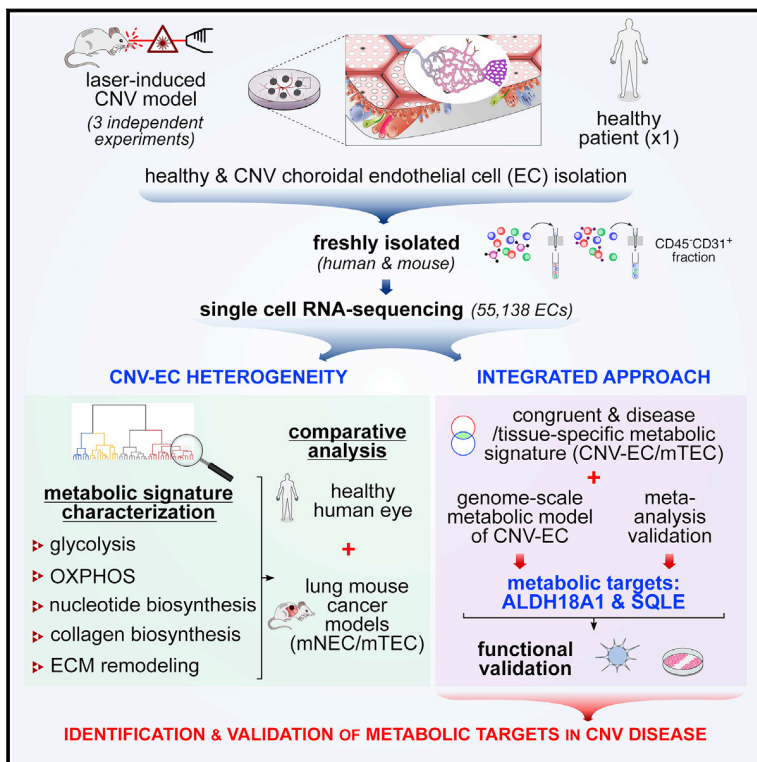 laser-induced
CNV model
(3 independent
experiments)
healthy
patient (x1)
healthy & CNV choroidal endothelial cell (EC) isolation
freshly isolated
(human & mouse)
CD45⁻CD31⁺
fraction
single cell RNA-sequencing (55,138 ECs)
CNV-EC HETEROGENEITY
INTEGRATED APPROACH
metabolic signature
characterization
glycolysis
OXPHOS
nucleotide biosynthesis
collagen biosynthesis
ECM remodeling
comparative
analysis
healthy
human eye
+
lung mouse
cancer
models
(mNEC/mTEC)
congruent & disease
/tissue-specific metabolic
signature (CNV-EC/mTEC)
+
genome-scale
metabolic model
of CNV-EC
meta-
analysis
validation
metabolic targets:
ALDH18A1 & SQLE
functional
validation
IDENTIFICATION & VALIDATION OF METABOLIC TARGETS IN CNV DISEASE